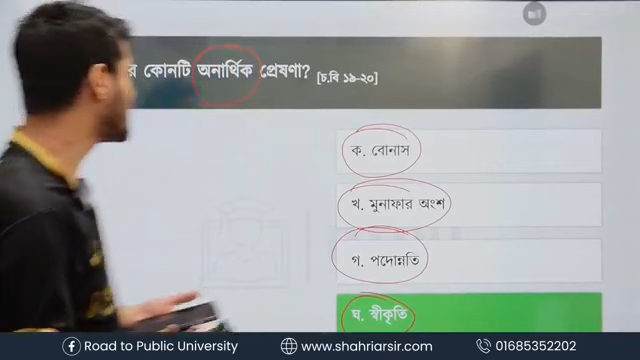 র কোনটি অনার্থিক প্রেষণা? [চ.বি ১৯-২০]
ক. বোনাস
খ. মুনাফার অংশ
গ. পদোন্নতি
ঘ. স্বীকৃতি
Road to Public University www.shahriarsir.com 01685352202